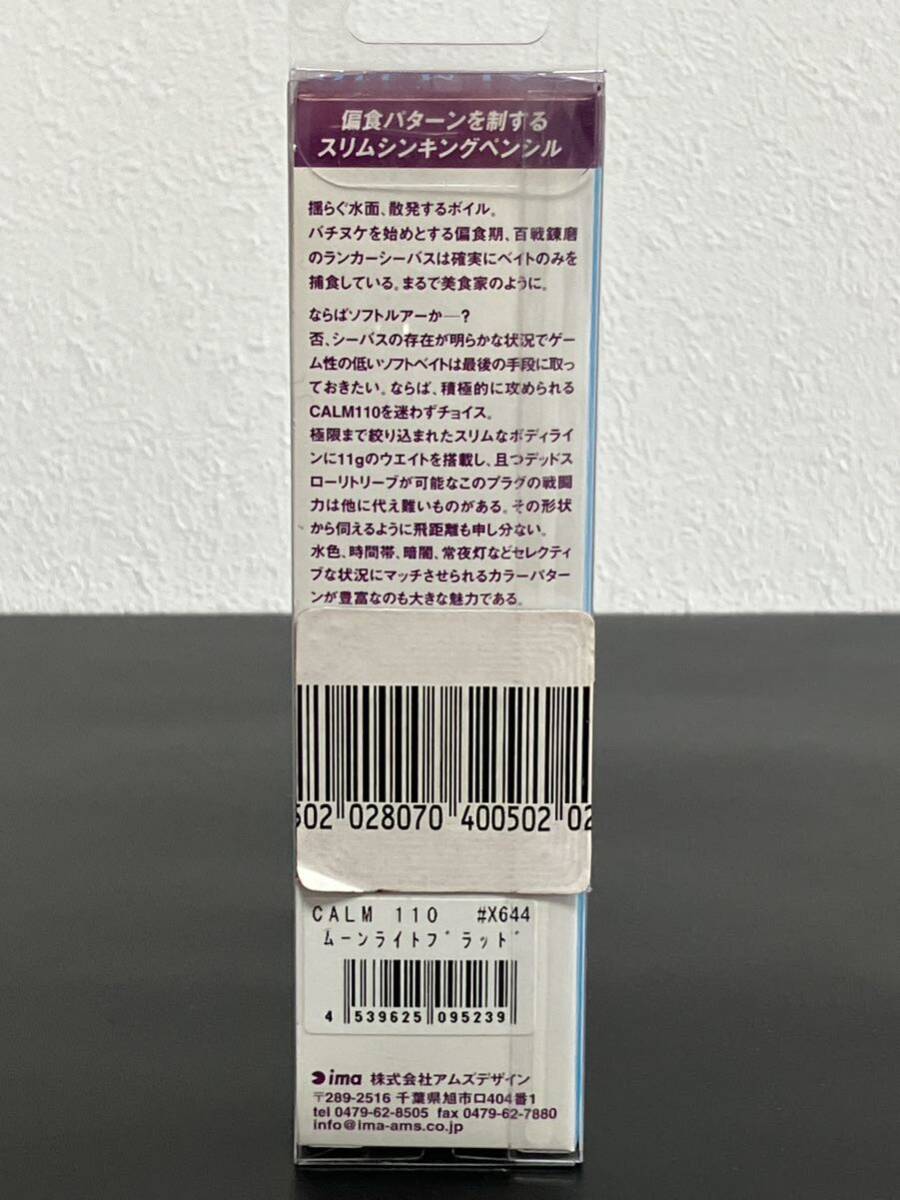 偏食パターンを制する
スリムシンキングペンシル
揺らぐ水面、散発するボイル。
バチヌケを始めとする偏食期、百戦錬磨
のランカーシーバスは確実にベイトのみを
捕食している。まるで美食家のように。
ならばソフトルアーか─?
否、シーバスの存在が明らかな状況でゲー
ム性の低いソフトベイトは最後の手段に取っ
ておきたい。ならば、積極的に攻められる
CALM110を迷わずチョイス。
極限まで絞り込まれたスリムなボディライ
ンに11gのウエイトを搭載し、且つデッドス
ローリトリーブが可能なこのプラグの戦闘
力は他に代え難いものがある。その形状
から伺えるように飛距離も申し分ない。
水色、時間帯、暗闇、常夜灯などセレクティ
ブな状況にマッチさせられるカラーパター
ンが豊富なのも大きな魅力である。
502 028070 400502 02
CALM 110 #X644
ムーンライトブラッド
4 539625 095239
ima 株式会社アムズデザイン
〒289-2516 千葉県旭市ロ404番1
tel 0479-62-8505 fax 0479-62-7880
info@ima-ams.co.jp